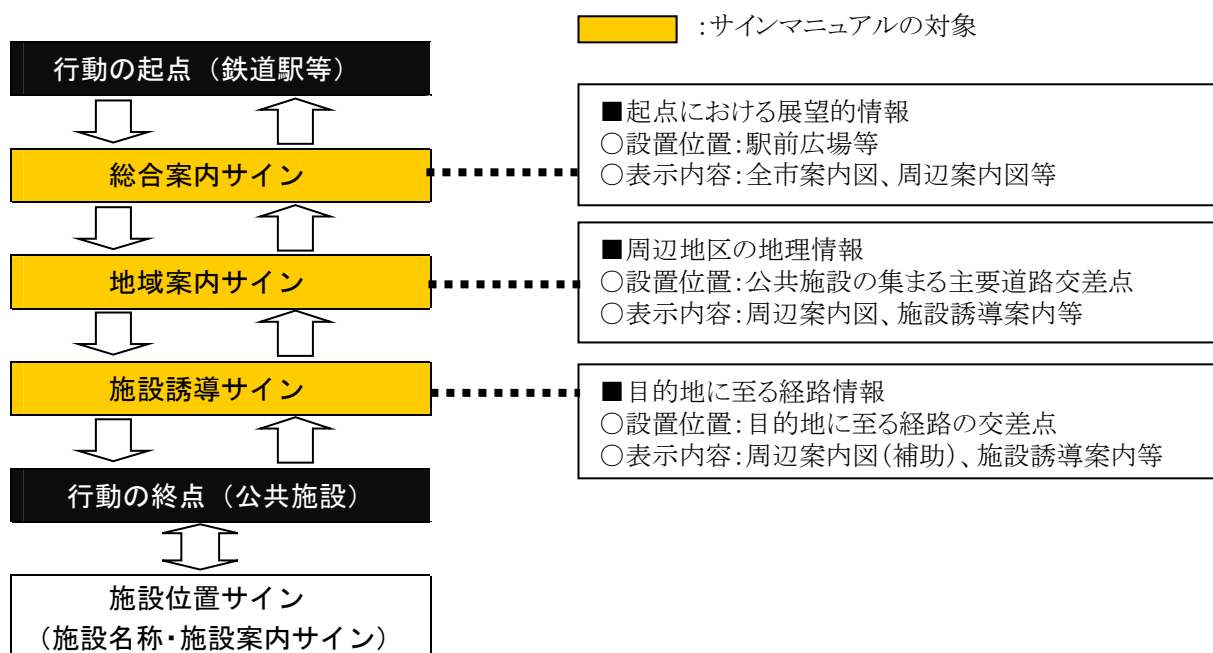 :サインマニュアルの対象
行動の起点（鉄道駅等）
総合案内サイン
■起点における展望的情報
○設置位置:駅前広場等
○表示内容:全市案内図、周辺案内図等
地域案内サイン
■周辺地区の地理情報
○設置位置:公共施設の集まる主要道路交差点
○表示内容:周辺案内図、施設誘導案内等
施設誘導サイン
■目的地に至る経路情報
○設置位置:目的地に至る経路の交差点
○表示内容:周辺案内図(補助)、施設誘導案内等
行動の終点（公共施設）
施設位置サイン
（施設名称・施設案内サイン）